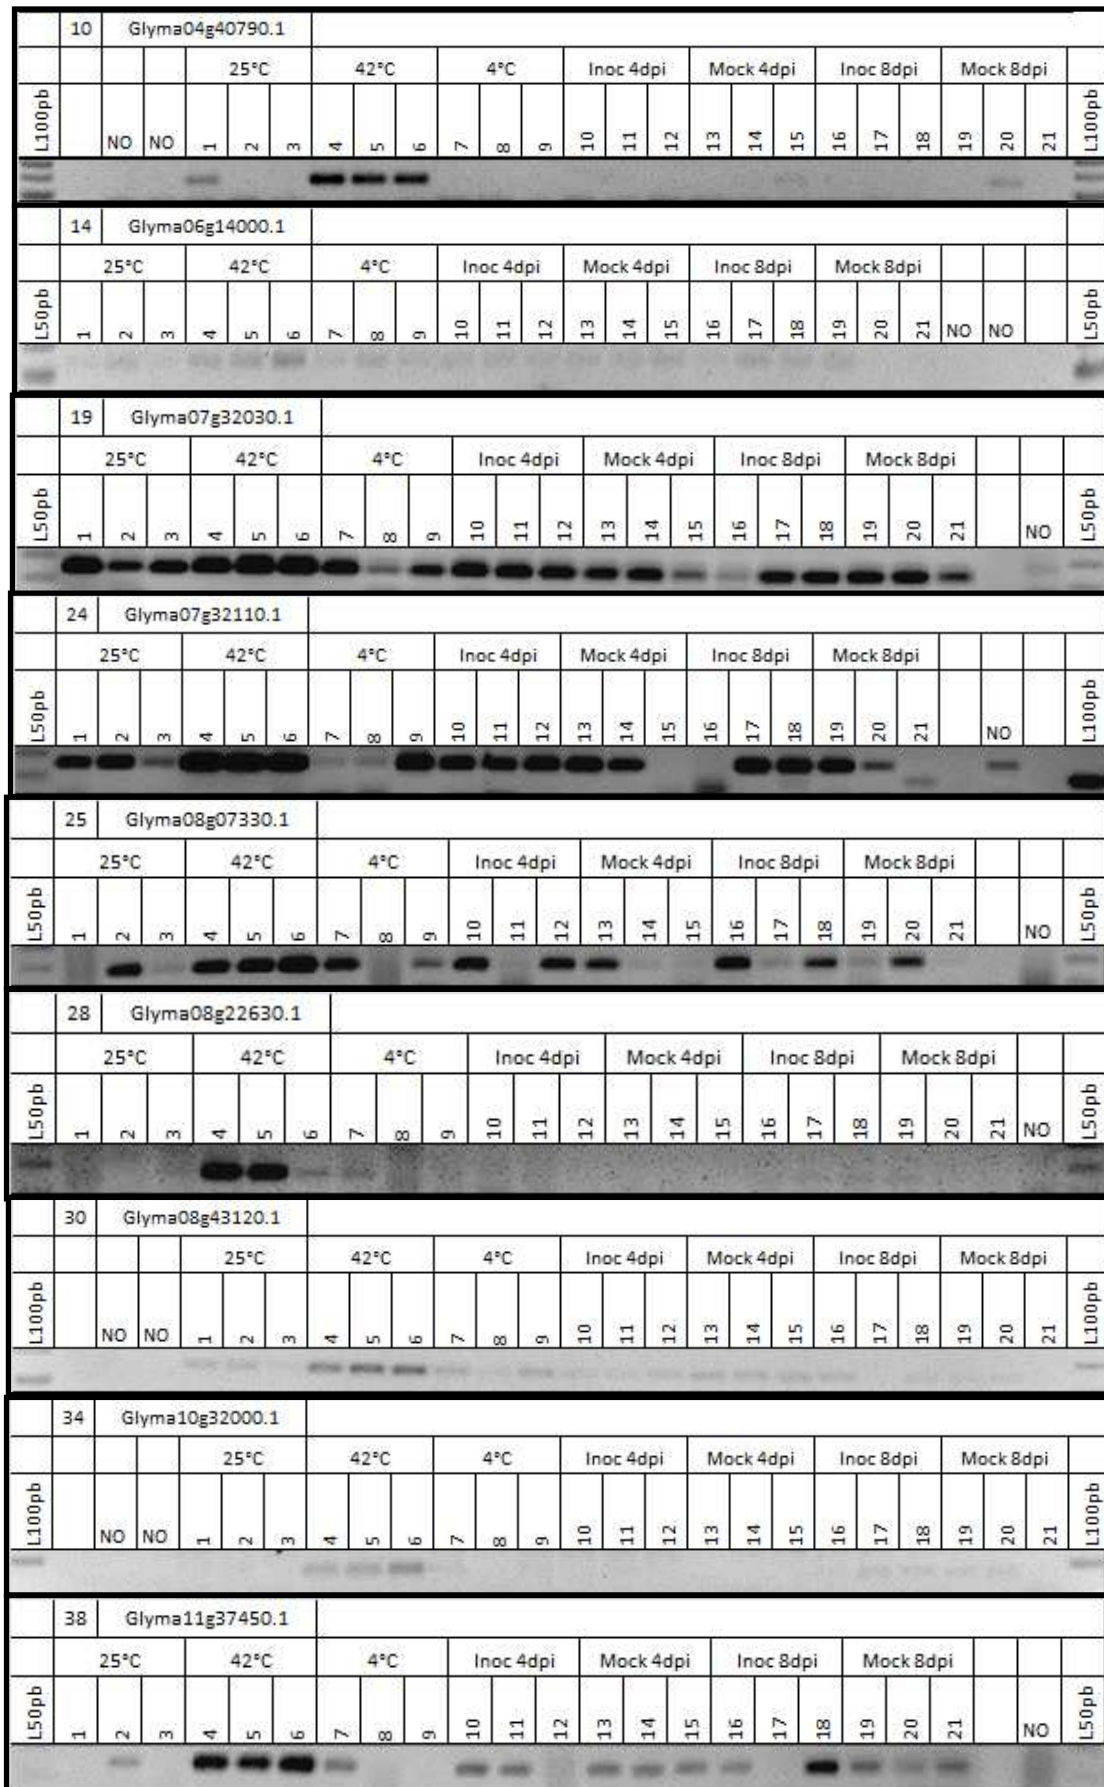 10 Glyma04g40790.1
25°C 42°C 4°C Inoc 4dpi Mock 4dpi Inoc 8dpi Mock 8dpi
L100pb NO NO 1 2 3 4 5 6 7 8 9 10 11 12 13 14 15 16 17 18 19 20 21 L100pb
14 Glyma06g14000.1
25°C 42°C 4°C Inoc 4dpi Mock 4dpi Inoc 8dpi Mock 8dpi
L50pb 1 2 3 4 5 6 7 8 9 10 11 12 13 14 15 16 17 18 19 20 21 NO NO L50pb
19 Glyma07g32030.1
25°C 42°C 4°C Inoc 4dpi Mock 4dpi Inoc 8dpi Mock 8dpi
L50pb 1 2 3 4 5 6 7 8 9 10 11 12 13 14 15 16 17 18 19 20 21 NO L50pb
24 Glyma07g32110.1
25°C 42°C 4°C Inoc 4dpi Mock 4dpi Inoc 8dpi Mock 8dpi
L50pb 1 2 3 4 5 6 7 8 9 10 11 12 13 14 15 16 17 18 19 20 21 NO L100pb
25 Glyma08g07330.1
25°C 42°C 4°C Inoc 4dpi Mock 4dpi Inoc 8dpi Mock 8dpi
L50pb 1 2 3 4 5 6 7 8 9 10 11 12 13 14 15 16 17 18 19 20 21 NO L50pb
28 Glyma08g22630.1
25°C 42°C 4°C Inoc 4dpi Mock 4dpi Inoc 8dpi Mock 8dpi
L50pb 1 2 3 4 5 6 7 8 9 10 11 12 13 14 15 16 17 18 19 20 21 NO L50pb
30 Glyma08g43120.1
25°C 42°C 4°C Inoc 4dpi Mock 4dpi Inoc 8dpi Mock 8dpi
L100pb NO NO 1 2 3 4 5 6 7 8 9 10 11 12 13 14 15 16 17 18 19 20 21 L100pb
34 Glyma10g32000.1
25°C 42°C 4°C Inoc 4dpi Mock 4dpi Inoc 8dpi Mock 8dpi
L100pb NO NO 1 2 3 4 5 6 7 8 9 10 11 12 13 14 15 16 17 18 19 20 21 L100pb
38 Glyma11g37450.1
25°C 42°C 4°C Inoc 4dpi Mock 4dpi Inoc 8dpi Mock 8dpi
L50pb 1 2 3 4 5 6 7 8 9 10 11 12 13 14 15 16 17 18 19 20 21 NO L50pb